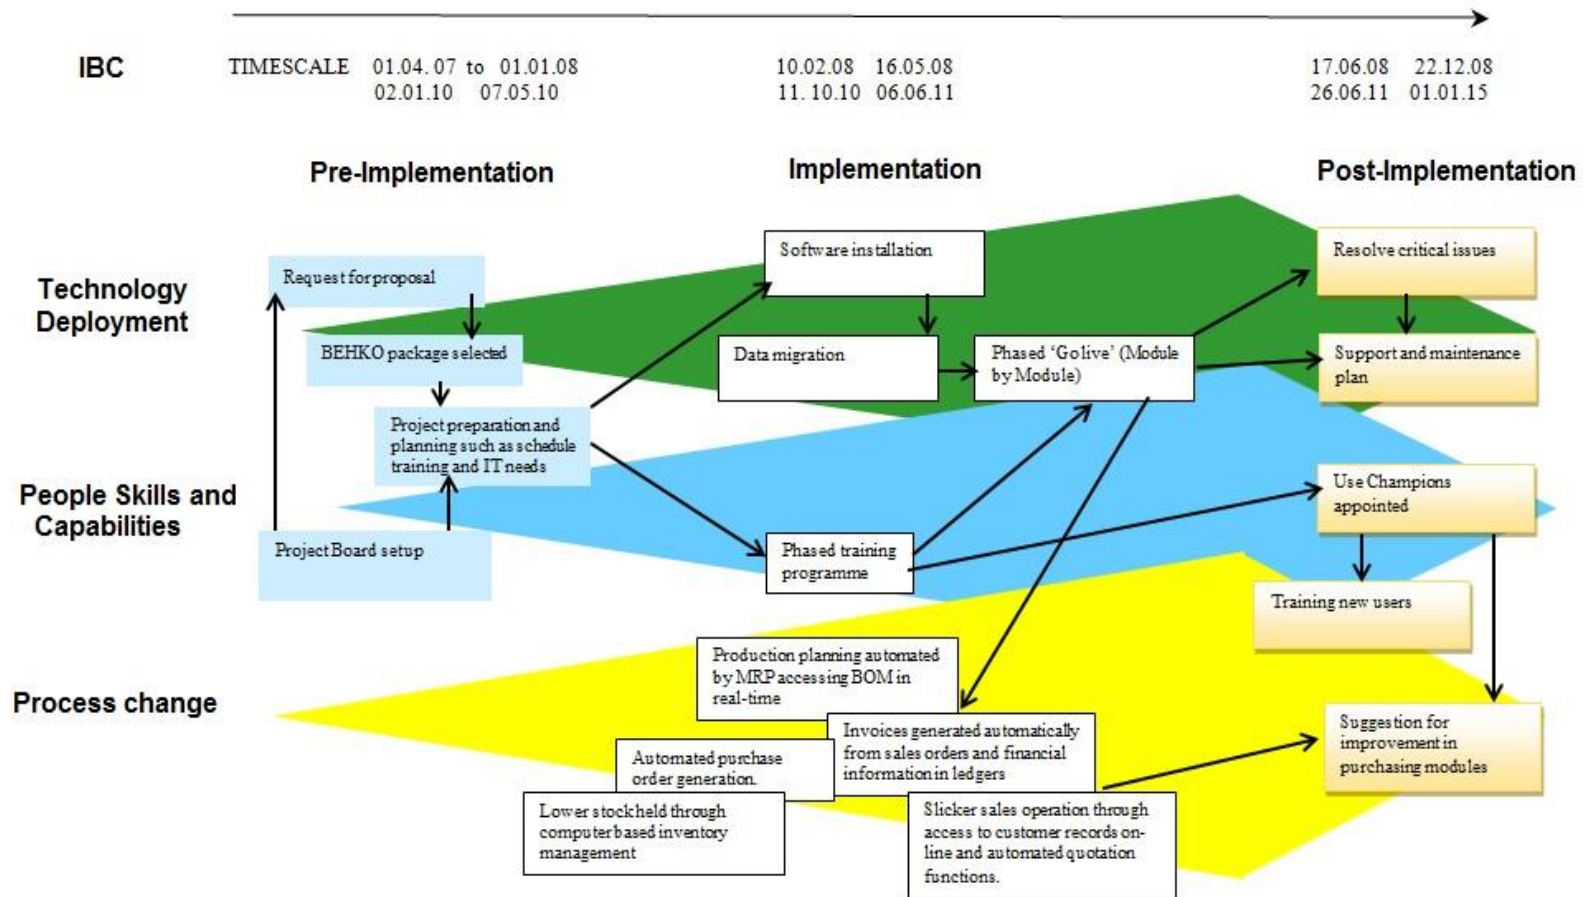 IBC
TIMESCALE 01.04. 07 to 01.01.08
02.01.10 07.05.10
10.02.08 16.05.08
11. 10.10 06.06.11
17.06.08 22.12.08
26.06.11 01.01.15
Pre-Implementation
Implementation
Post-Implementation
Technology
Deployment
Request for proposal
BEHKO package selected
Project preparation and
planning such as schedule
training and IT needs
Software installation
Data migration
Phased ‘Go live’ (Module
by Module)
Resolve critical issues
Support and maintenance
plan
People Skills and
Capabilities
Project Board setup
Phased training
programme
Use Champions
appointed
Training new users
Process change
Production planning automated
by MRP accessing BOM in
real-time
Invoices generated automatically
from sales orders and financial
information in ledgers
Automated purchase
order generation.
Lower stock held through
computer based inventory
management
Slicker sales operation through
access to customer records on-
line and automated quotation
functions.
Suggestion for
improvement in
purchasing modules